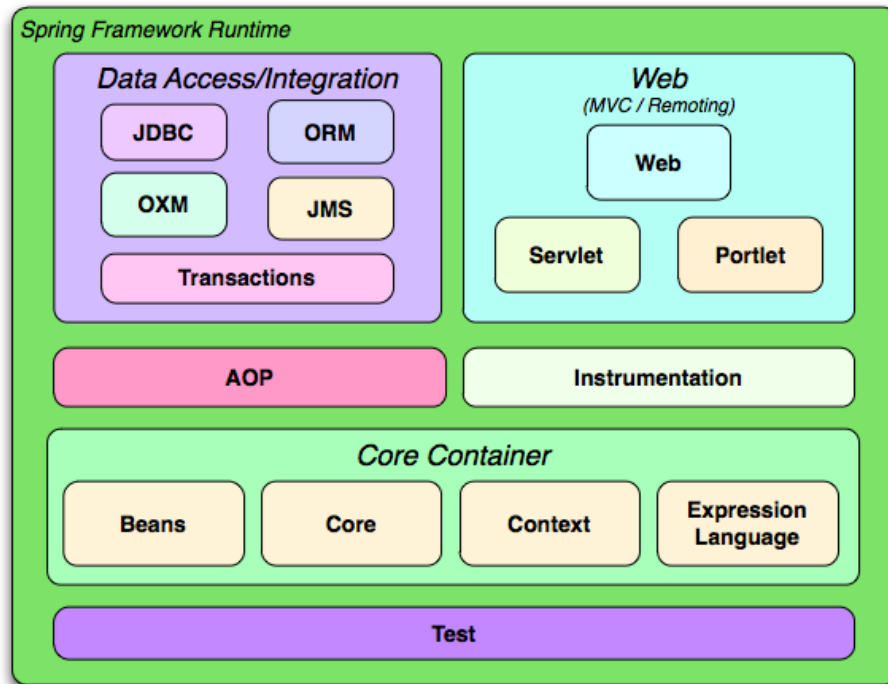 Spring Framework Runtime
Data Access/Integration
JDBC
ORM
OXM
JMS
Transactions
Web
(MVC / Remoting)
Web
Servlet
Portlet
AOP
Instrumentation
Core Container
Beans
Core
Context
Expression
Language
Test